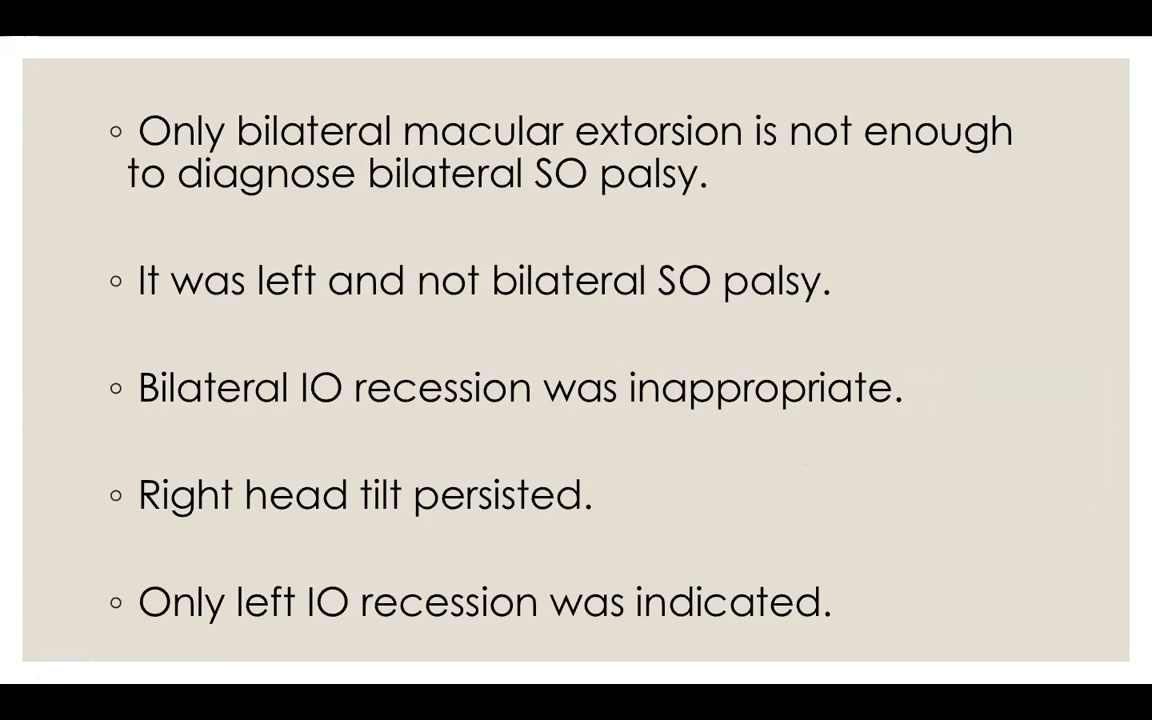 ◦ Only bilateral macular extorsion is not enough
to diagnose bilateral SO palsy.
◦ It was left and not bilateral SO palsy.
◦ Bilateral IO recession was inappropriate.
◦ Right head tilt persisted.
◦ Only left IO recession was indicated.